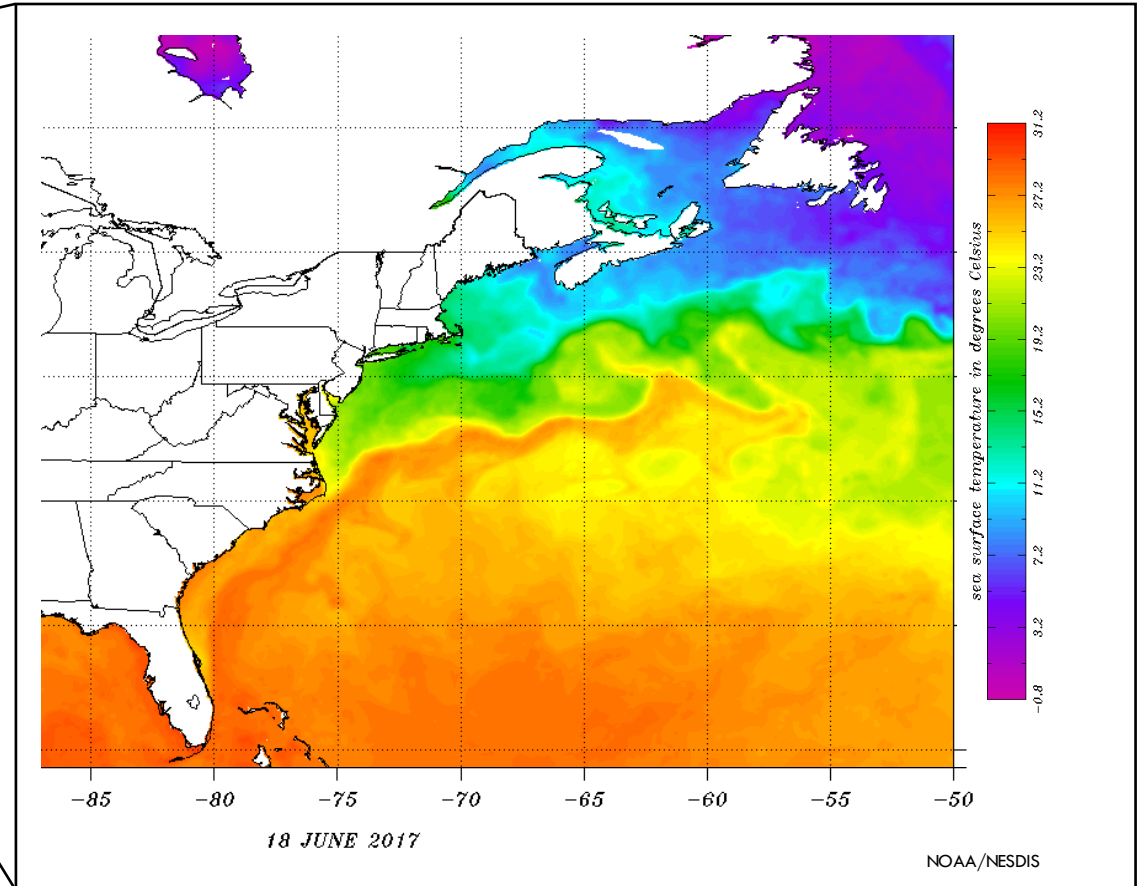 31.2
27.2
23.2
19.2
15.2
11.2
7.2
3.2
-0.8
sea surface temperature in degrees Celsius
-85 -80 -75 -70 -65 -60 -55 -50
18 JUNE 2017
NOAA/NESDIS